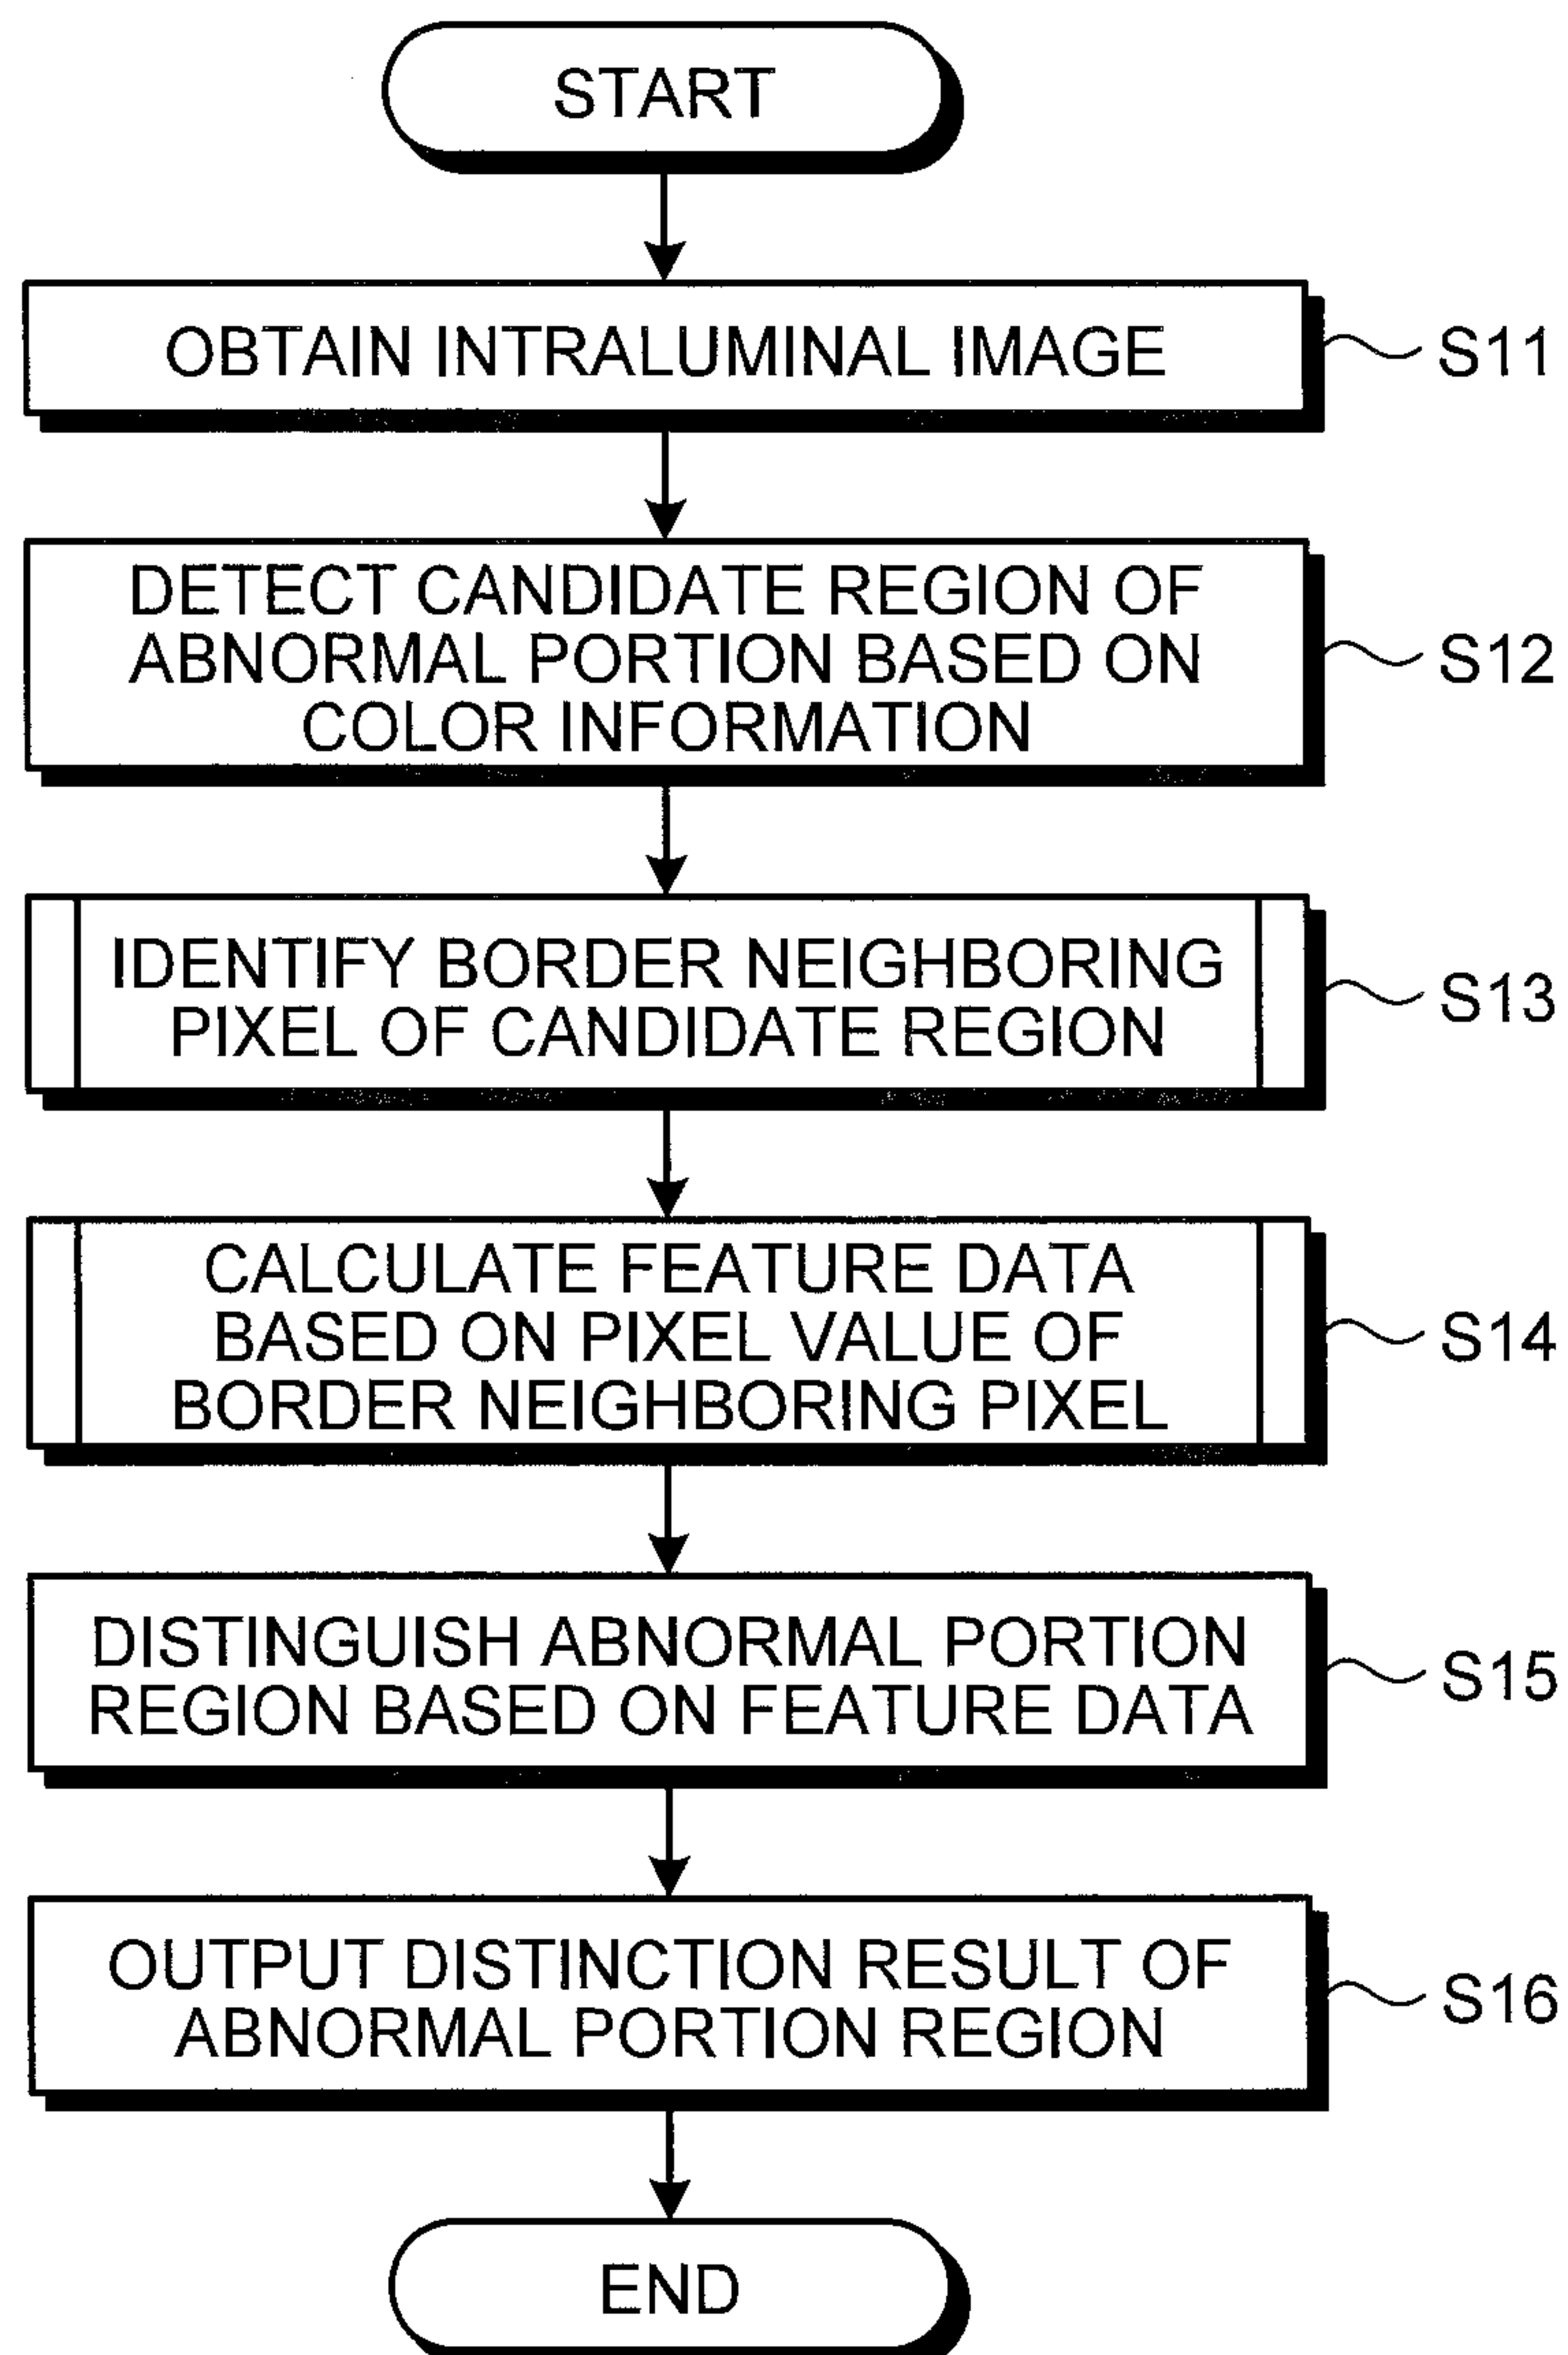 START
OBTAIN INTRALUMINAL IMAGE
S11
DETECT CANDIDATE REGION OF
ABNORMAL PORTION BASED ON
COLOR INFORMATION
S12
IDENTIFY BORDER NEIGHBORING
PIXEL OF CANDIDATE REGION
S13
CALCULATE FEATURE DATA
BASED ON PIXEL VALUE OF
BORDER NEIGHBORING PIXEL
S14
DISTINGUISH ABNORMAL PORTION
REGION BASED ON FEATURE DATA
S15
OUTPUT DISTINCTION RESULT OF
ABNORMAL PORTION REGION
S16
END